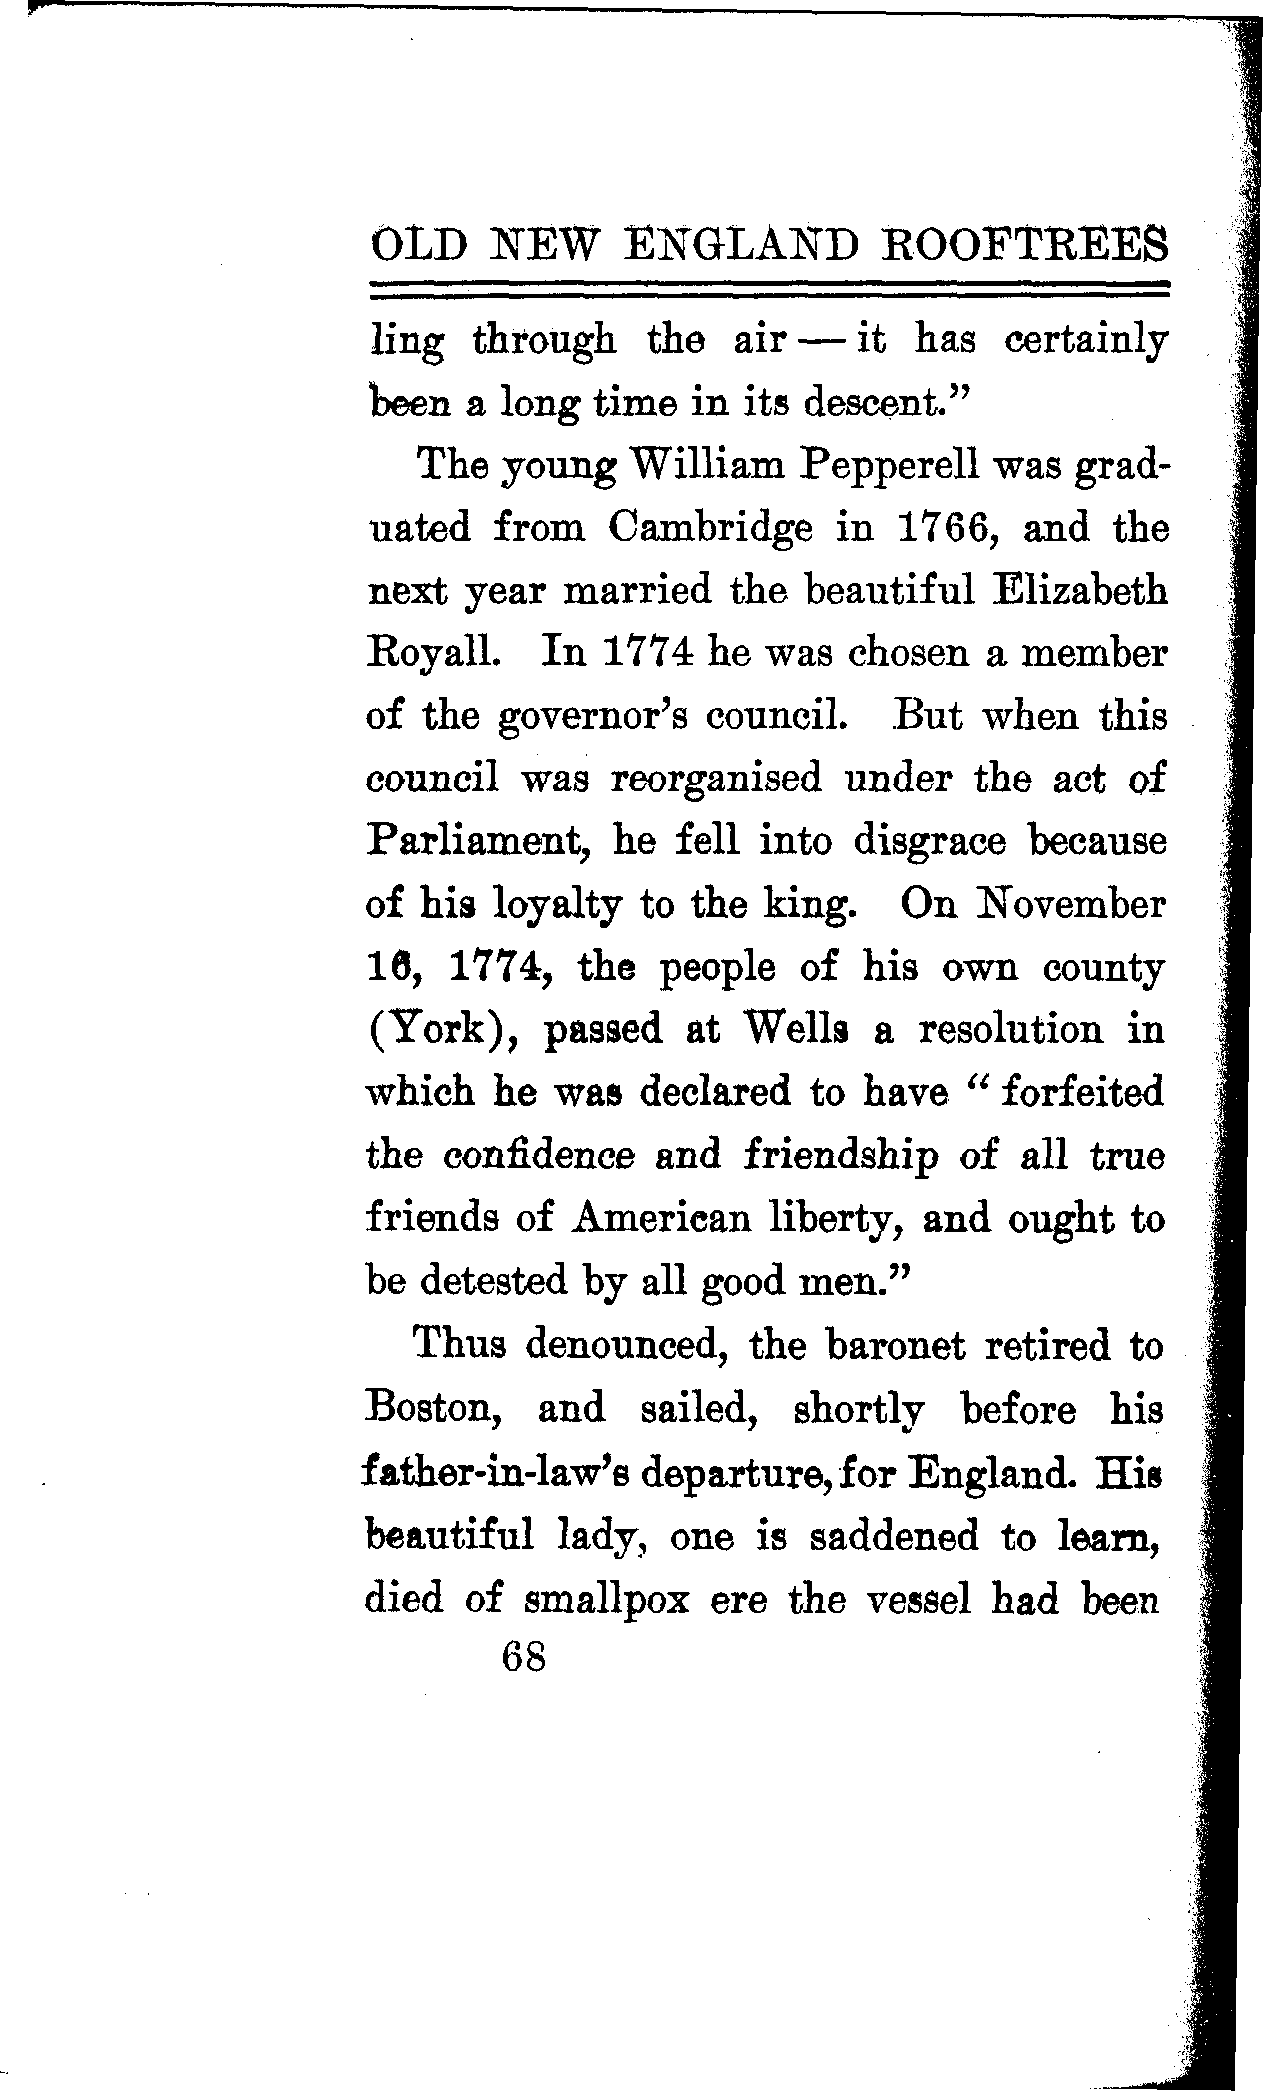 OLD NEW ENGLAND ROOFTREES
ling through the air — it has certainly
been a long time in its descent."
The young William Pepperell was grad-
uated from Cambridge in 1766, and the
next year married the beautiful Elizabeth
Royall. In 1774 he was chosen a member
of the governor's council. But when this
council was reorganised under the act of
Parliament, he fell into disgrace because
of his loyalty to the king. On November
16, 1774, the people of his own county
(York), passed at Wells a resolution in
which he was declared to have " forfeited
the confidence and friendship of all true
friends of American liberty, and ought to
be detested by all good men."
Thus denounced, the baronet retired to
Boston, and sailed, shortly before his
father-in-law's departure, for England. His
beautiful lady, one is saddened to learn,
died of smallpox ere the vessel had been
68